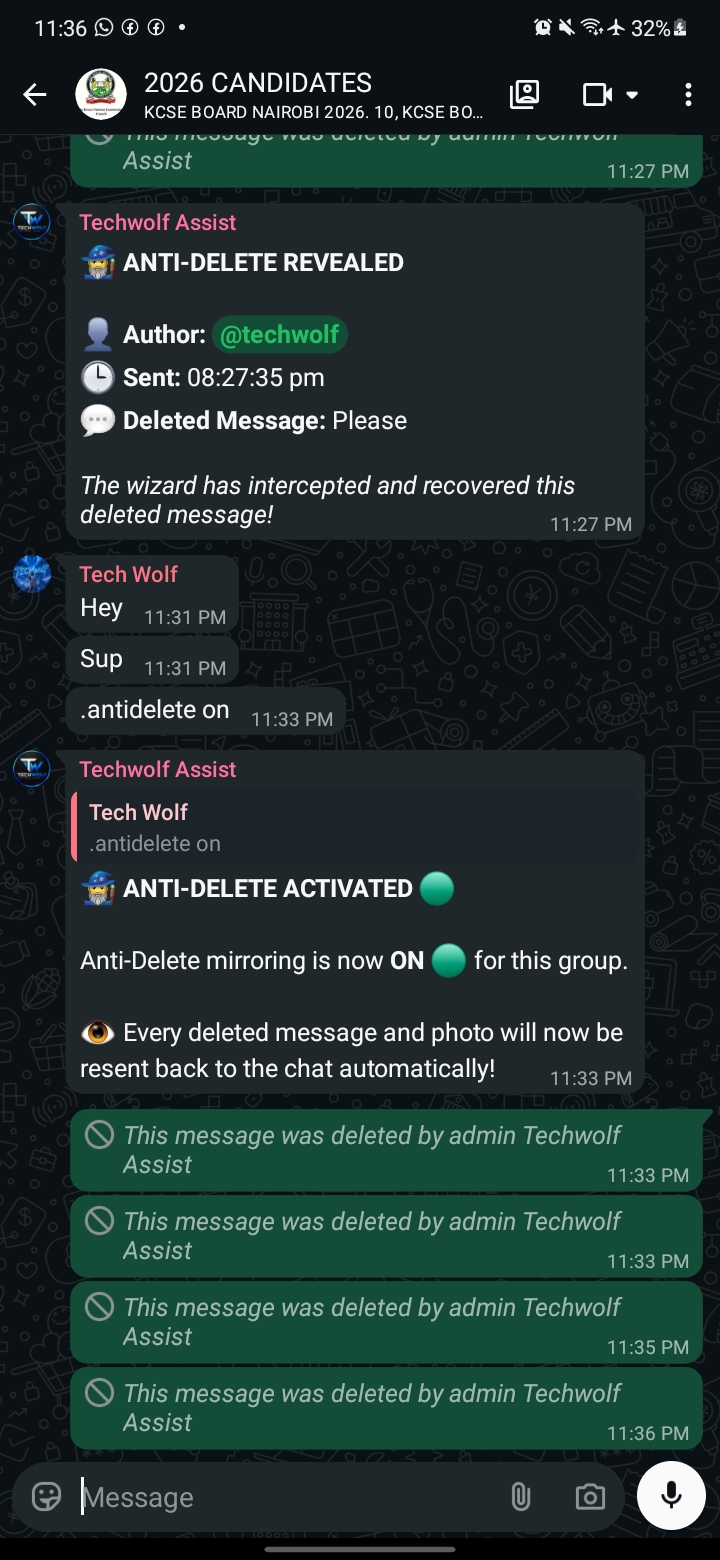 11:36 32%
2026 CANDIDATES
KCSE BOARD NAIROBI 2026. 10, KCSE BO...
This message was deleted by admin Techwolf
Assist
11:27 PM
Techwolf Assist
ANTI-DELETE REVEALED
Author: @techwolf
Sent: 08:27:35 pm
Deleted Message: Please
The wizard has intercepted and recovered this
deleted message!
11:27 PM
Tech Wolf
Hey 11:31 PM
Sup 11:31 PM
.antidelete on 11:33 PM
Techwolf Assist
Tech Wolf
.antidelete on
ANTI-DELETE ACTIVATED
Anti-Delete mirroring is now ON for this group.
Every deleted message and photo will now be
resent back to the chat automatically!
11:33 PM
This message was deleted by admin Techwolf
Assist
11:33 PM
This message was deleted by admin Techwolf
Assist
11:33 PM
This message was deleted by admin Techwolf
Assist
11:35 PM
This message was deleted by admin Techwolf
Assist
11:36 PM
Message